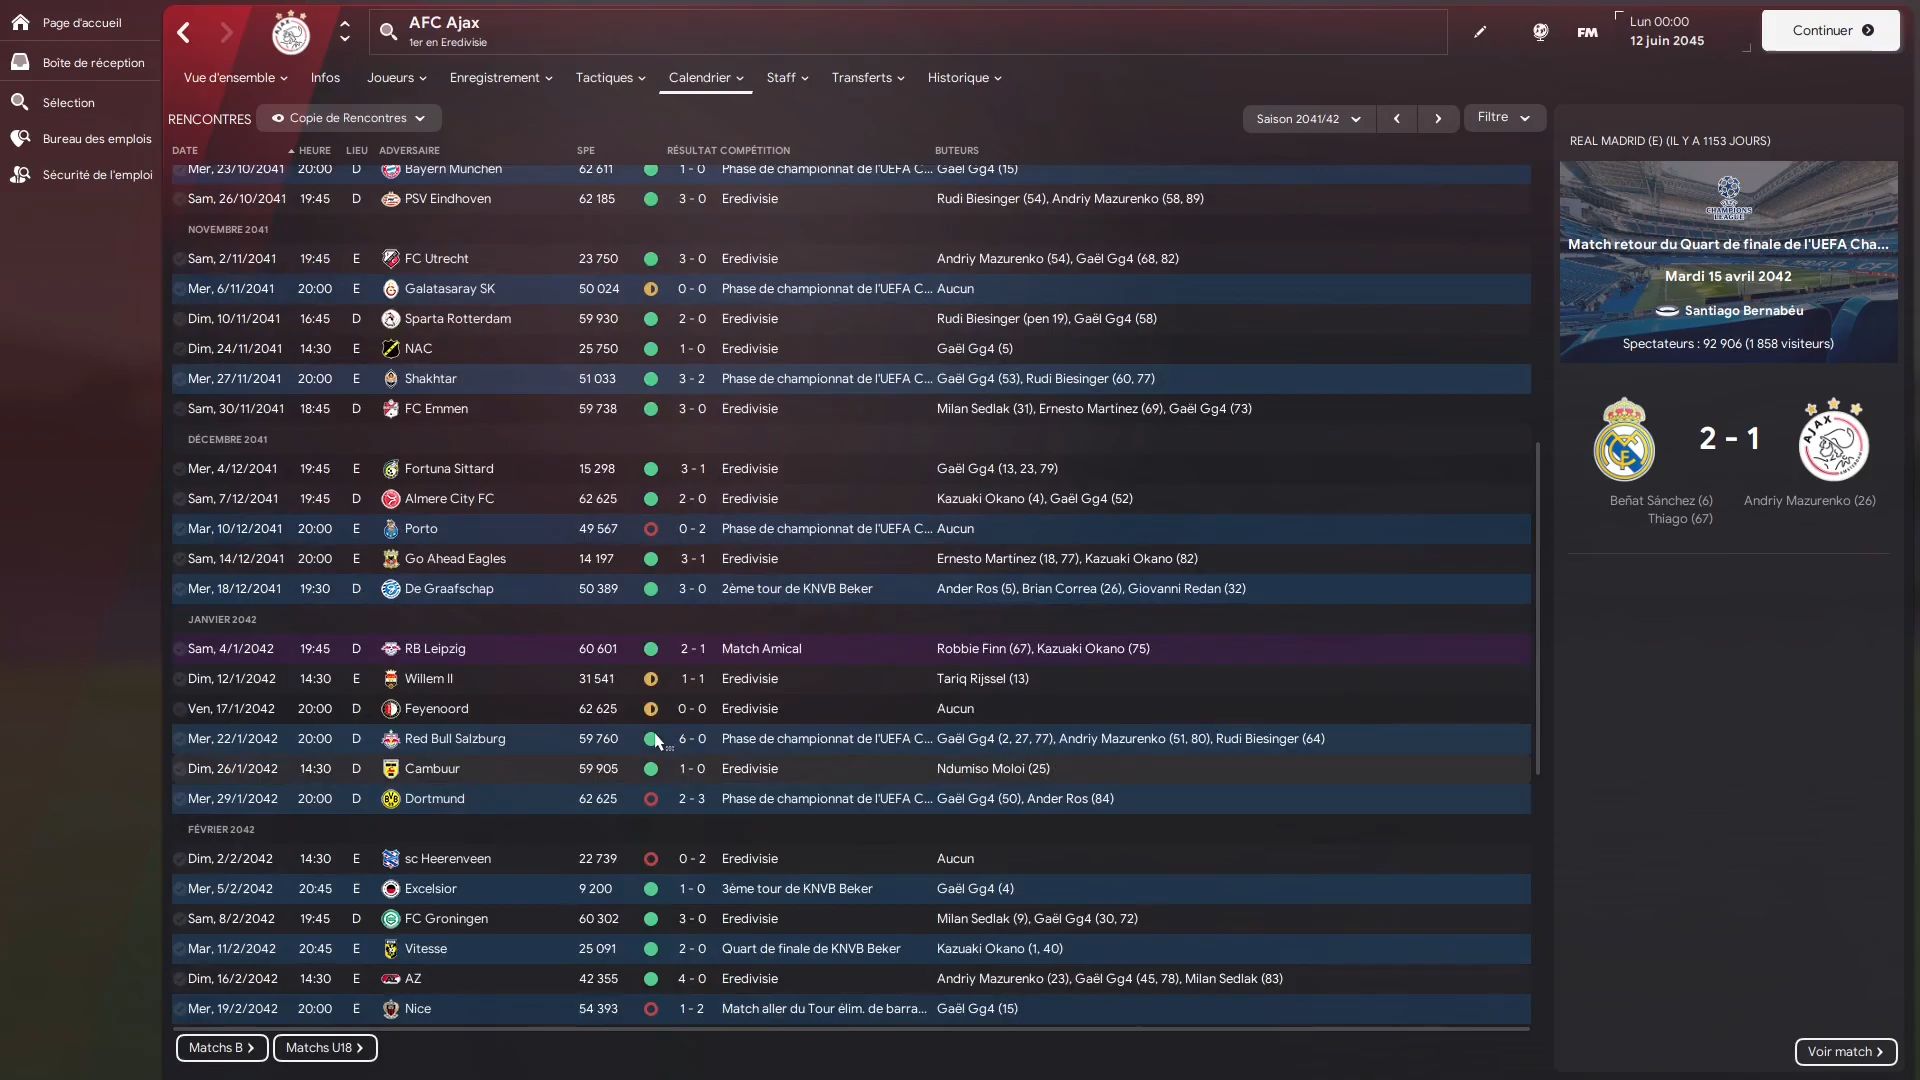 Page d'accueil
Boîte de réception
Sélection
Bureau des emplois
Sécurité de l'emploi
AFC Ajax
1er en Eredivisie
FM
Lun 00:00
12 juin 2045
Continuer
Vue d'ensemble Infos Joueurs Enregistrement Tactiques Calendrier Staff Transferts Historique
RENCONTRES Copie de Rencontres Saison 2041/42 Filtre
DATE HEURE LIEU ADVERSAIRE SPE RÉSULTAT COMPÉTITION BUTEURS
Mer, 23/10/2041 20:00 D Bayern München 62 611 1 - 0 Phase de championnat de l'UEFA C... Gaël Gg4 (15)
Sam, 26/10/2041 19:45 D PSV Eindhoven 62 185 3 - 0 Eredivisie Rudi Biesinger (54), Andriy Mazurenko (58, 89)
NOVEMBRE 2041
Sam, 2/11/2041 19:45 E FC Utrecht 23 750 3 - 0 Eredivisie Andriy Mazurenko (54), Gaël Gg4 (68, 82)
Mer, 6/11/2041 20:00 E Galatasaray SK 50 024 0 - 0 Phase de championnat de l'UEFA C... Aucun
Dim, 10/11/2041 16:45 D Sparta Rotterdam 59 930 2 - 0 Eredivisie Rudi Biesinger (pen 19), Gaël Gg4 (58)
Dim, 24/11/2041 14:30 E NAC 25 750 1 - 0 Eredivisie Gaël Gg4 (5)
Mer, 27/11/2041 20:00 E Shakhtar 51 033 3 - 2 Phase de championnat de l'UEFA C... Gaël Gg4 (53), Rudi Biesinger (60, 77)
Sam, 30/11/2041 18:45 D FC Emmen 59 738 3 - 0 Eredivisie Milan Sedlak (31), Ernesto Martínez (69), Gaël Gg4 (73)
DÉCEMBRE 2041
Mer, 4/12/2041 19:45 E Fortuna Sittard 15 298 3 - 1 Eredivisie Gaël Gg4 (13, 23, 79)
Sam, 7/12/2041 19:45 D Almere City FC 62 625 2 - 0 Eredivisie Kazuaki Okano (4), Gaël Gg4 (52)
Mar, 10/12/2041 20:00 E Porto 49 567 0 - 2 Phase de championnat de l'UEFA C... Aucun
Sam, 14/12/2041 20:00 E Go Ahead Eagles 14 197 3 - 1 Eredivisie Ernesto Martínez (18, 77), Kazuaki Okano (82)
Mer, 18/12/2041 19:30 D De Graafschap 50 389 3 - 0 2ème tour de KNVB Beker Ander Ros (5), Brian Correa (26), Giovanni Redan (32)
JANVIER 2042
Sam, 4/1/2042 19:45 D RB Leipzig 60 601 2 - 1 Match Amical Robbie Finn (67), Kazuaki Okano (75)
Dim, 12/1/2042 14:30 E Willem II 31 541 1 - 1 Eredivisie Tariq Rijssel (13)
Ven, 17/1/2042 20:00 D Feyenoord 62 625 0 - 0 Eredivisie Aucun
Mer, 22/1/2042 20:00 D Red Bull Salzburg 59 760 6 - 0 Phase de championnat de l'UEFA C... Gaël Gg4 (2, 27, 77), Andriy Mazurenko (51, 80), Rudi Biesinger (64)
Dim, 26/1/2042 14:30 D Cambuur 59 905 1 - 0 Eredivisie Ndumiso Moloi (25)
Mer, 29/1/2042 20:00 D Dortmund 62 625 2 - 3 Phase de championnat de l'UEFA C... Gaël Gg4 (50), Ander Ros (84)
FÉVRIER 2042
Dim, 2/2/2042 14:30 E sc Heerenveen 22 739 0 - 2 Eredivisie Aucun
Mer, 5/2/2042 20:45 E Excelsior 9 200 1 - 0 3ème tour de KNVB Beker Gaël Gg4 (4)
Sam, 8/2/2042 19:45 D FC Groningen 60 302 3 - 0 Eredivisie Milan Sedlak (9), Gaël Gg4 (30, 72)
Mar, 11/2/2042 20:45 E Vitesse 25 091 2 - 0 Quart de finale de KNVB Beker Kazuaki Okano (1, 40)
Dim, 16/2/2042 14:30 E AZ 42 355 4 - 0 Eredivisie Andriy Mazurenko (23), Gaël Gg4 (45, 78), Milan Sedlak (83)
Mer, 19/2/2042 20:00 E Nice 54 393 1 - 2 Match aller du Tour élim. de barra... Gaël Gg4 (15)
Matchs B Matchs U18
REAL MADRID (E) (IL Y A 1153 JOURS)
CHAMPIONS LEAGUE
Match retour du Quart de finale de l'UEFA Cha...
Mardi 15 avril 2042
Santiago Bernabéu
Spectateurs : 92 906 (1 858 visiteurs)
2 - 1
AJAX
Beñat Sánchez (6) Andriy Mazurenko (26)
Thiago (67)
Voir match